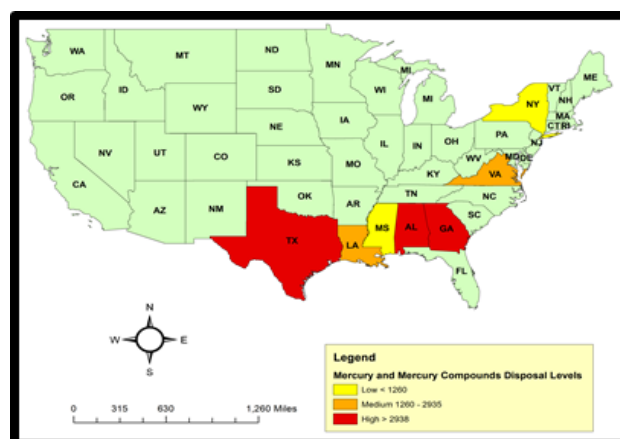 WA
MT
ND
MN
ME
OR
ID
SD
WI
MI
MI
VT
NH
NY
WY
MA
CT RI
IA
NE
PA
NJ
NV
UT
CO
IL
IN
OH
MD DE
WV
VA
KS
MO
KY
CA
NC
TN
OK
AR
AZ
NM
SC
MS
AL
GA
TX
LA
FL
N
W E
S
Legend
Mercury and Mercury Compounds Disposal Levels
Low < 1260
Medium 1260 - 2935
High > 2938
0 315 630 1,260 Miles